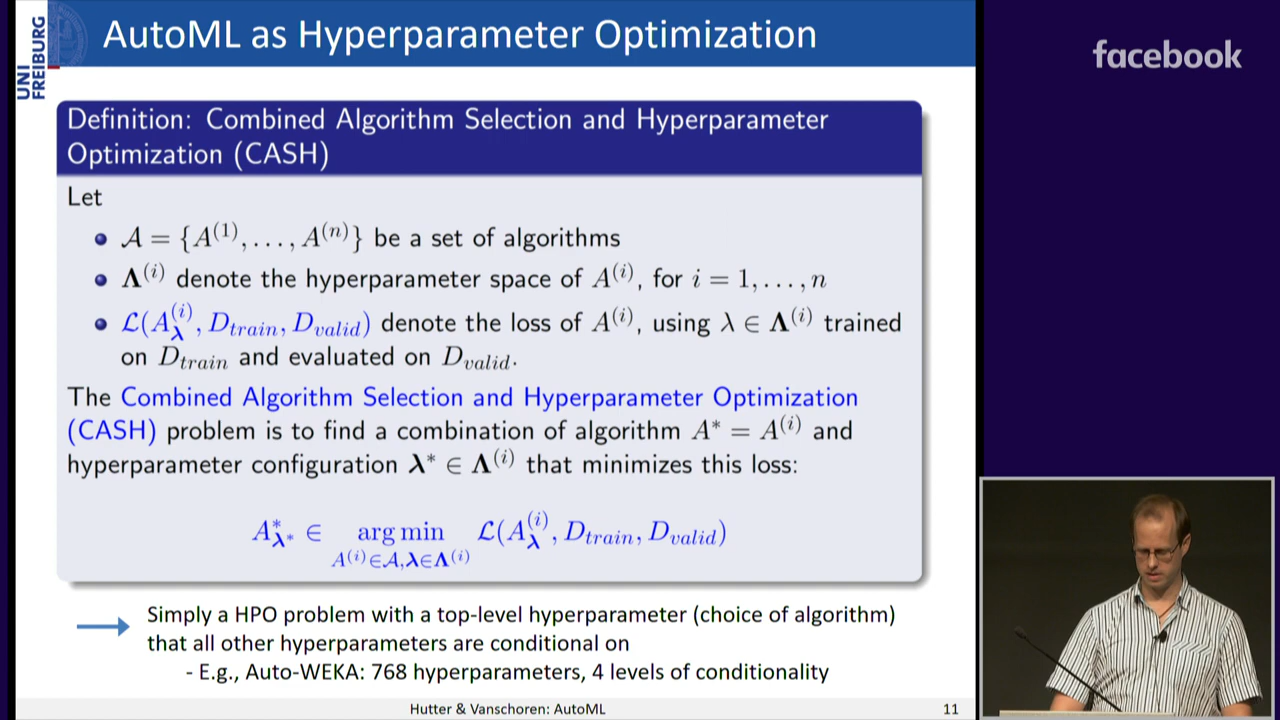 AutoML as Hyperparameter Optimization
UNI
FREIBURG
facebook
Definition: Combined Algorithm Selection and Hyperparameter
Optimization (CASH)
Let
𝒜 = {A^(1), . . . , A^(n)} be a set of algorithms
Λ^(i) denote the hyperparameter space of A^(i), for i = 1, . . . , n
ℒ(A^(i)_λ, D_train, D_valid) denote the loss of A^(i), using λ ∈ Λ^(i) trained
on D_train and evaluated on D_valid.
The Combined Algorithm Selection and Hyperparameter Optimization
(CASH) problem is to find a combination of algorithm A* = A^(i) and
hyperparameter configuration λ* ∈ Λ^(i) that minimizes this loss:
A*_λ* ∈ arg min ℒ(A^(i)_λ, D_train, D_valid)
A^(i)∈𝒜,λ∈Λ^(i)
Simply a HPO problem with a top-level hyperparameter (choice of algorithm)
that all other hyperparameters are conditional on
- E.g., Auto-WEKA: 768 hyperparameters, 4 levels of conditionality
Hutter & Vanschoren: AutoML
11